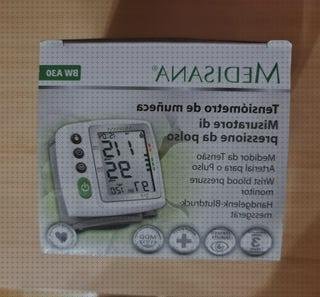 MEDISANA®
BW A30
Tensiómetro de muñeca
Misuratore di
pressione da polso
Medidor da Tensão
Arterial para o Pulso
Wrist blood pressure
monitor
Handgelenk-Blutdruck-
messgerät
3